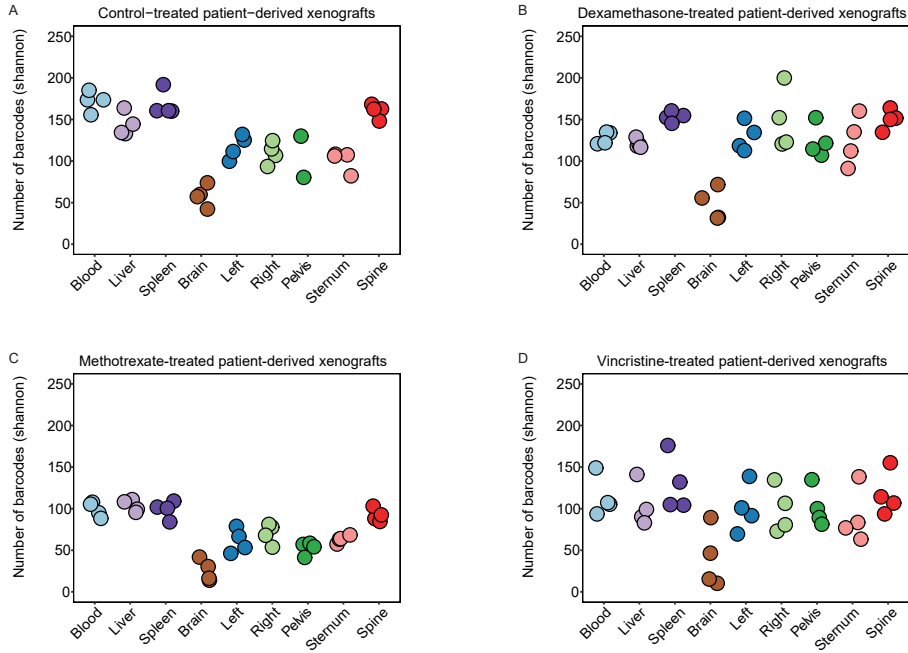 A
Control−treated patient−derived xenografts
Number of barcodes (shannon)
250
200
150
100
50
0
Blood
Liver
Spleen
Brain
Left
Right
Pelvis
Sternum
Spine
B
Dexamethasone-treated patient-derived xenografts
Number of barcodes (shannon)
250
200
150
100
50
0
Blood
Liver
Spleen
Brain
Left
Right
Pelvis
Sternum
Spine
C
Methotrexate-treated patient-derived xenografts
Number of barcodes (shannon)
250
200
150
100
50
0
Blood
Liver
Spleen
Brain
Left
Right
Pelvis
Sternum
Spine
D
Vincristine-treated patient-derived xenografts
Number of barcodes (shannon)
250
200
150
100
50
0
Blood
Liver
Spleen
Brain
Left
Right
Pelvis
Sternum
Spine